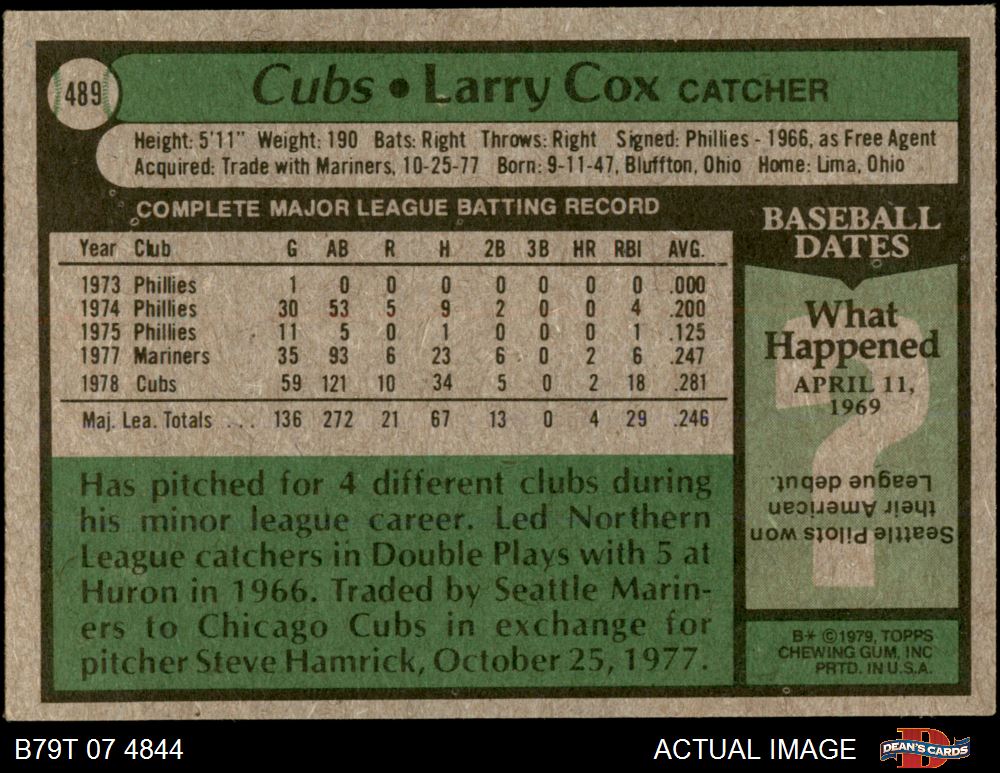 489
Cubs • Larry Cox CATCHER
Height: 5'11" Weight: 190 Bats: Right Throws: Right Signed: Phillies - 1966, as Free Agent
Acquired: Trade with Mariners, 10-25-77 Born: 9-11-47, Bluffton, Ohio Home: Lima, Ohio
COMPLETE MAJOR LEAGUE BATTING RECORD
Year Club G AB R H 2B 3B HR RBI AVG.
1973 Phillies 1 0 0 0 0 0 0 0 .000
1974 Phillies 30 53 5 9 2 0 0 4 .200
1975 Phillies 11 5 0 1 0 0 0 1 .125
1977 Mariners 35 93 6 23 6 0 2 6 .247
1978 Cubs 59 121 10 34 5 0 2 18 .281
Maj. Lea. Totals ... 136 272 21 67 13 0 4 29 .246
Has pitched for 4 different clubs during
his minor league career. Led Northern
League catchers in Double Plays with 5 at
Huron in 1966. Traded by Seattle Marin-
ers to Chicago Cubs in exchange for
pitcher Steve Hamrick, October 25, 1977.
BASEBALL
DATES
What
Happened
APRIL 11,
1969
?
Seattle Pilots won
their American
League debut.
B* ©1979, TOPPS
CHEWING GUM, INC
PRTD. IN U.S.A.
B79T 07 4844
ACTUAL IMAGE
D
DEAN'S CARDS